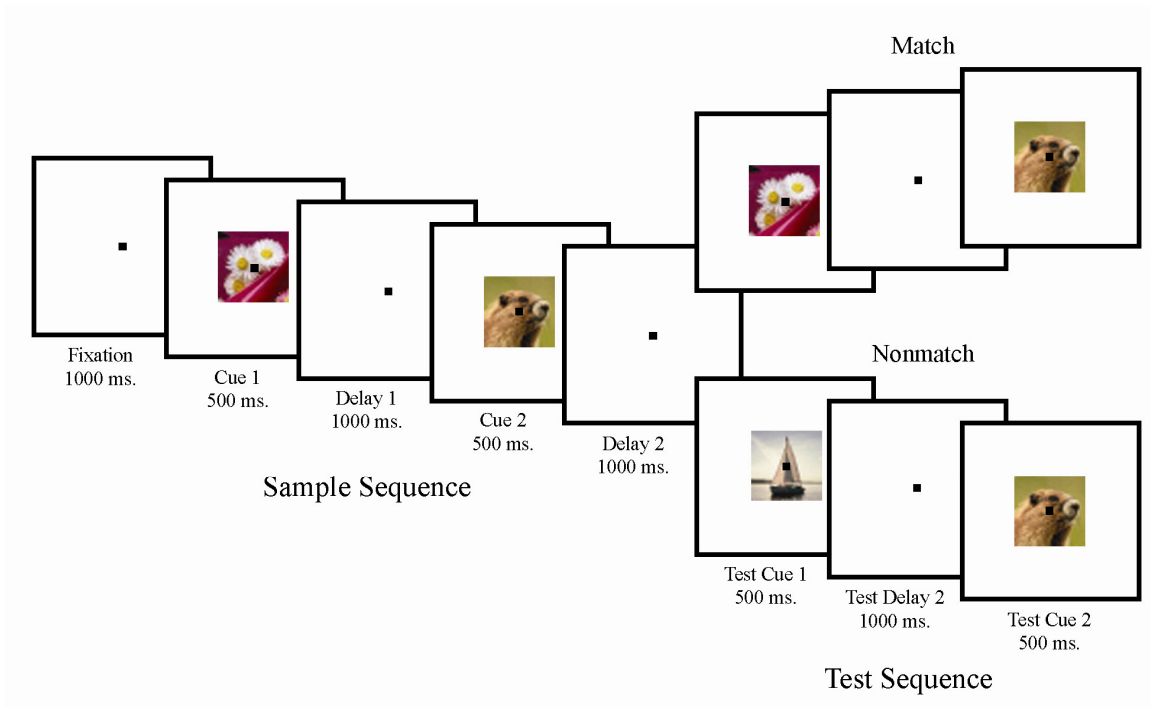 Match
Fixation
1000 ms.
Cue 1
500 ms.
Delay 1
1000 ms.
Cue 2
500 ms.
Delay 2
1000 ms.
Sample Sequence
Nonmatch
Test Cue 1
500 ms.
Test Delay 2
1000 ms.
Test Cue 2
500 ms.
Test Sequence